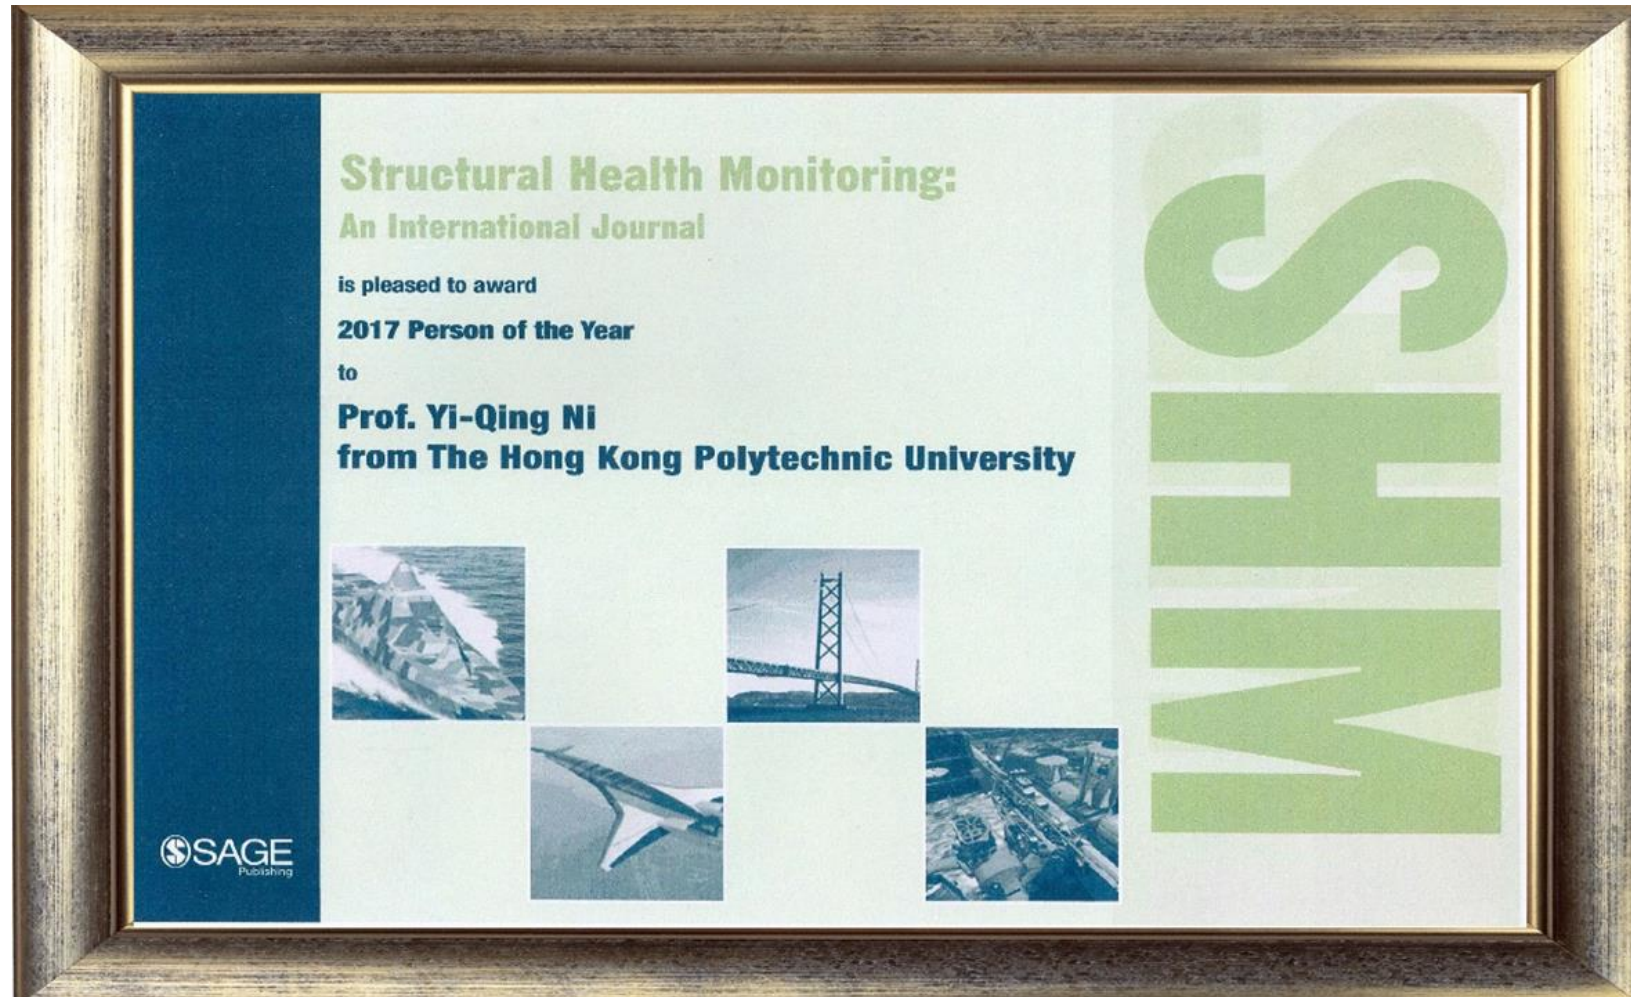 Structural Health Monitoring:
An International Journal
is pleased to award
2017 Person of the Year
to
Prof. Yi-Qing Ni
from The Hong Kong Polytechnic University
SHM
SAGE
Publishing